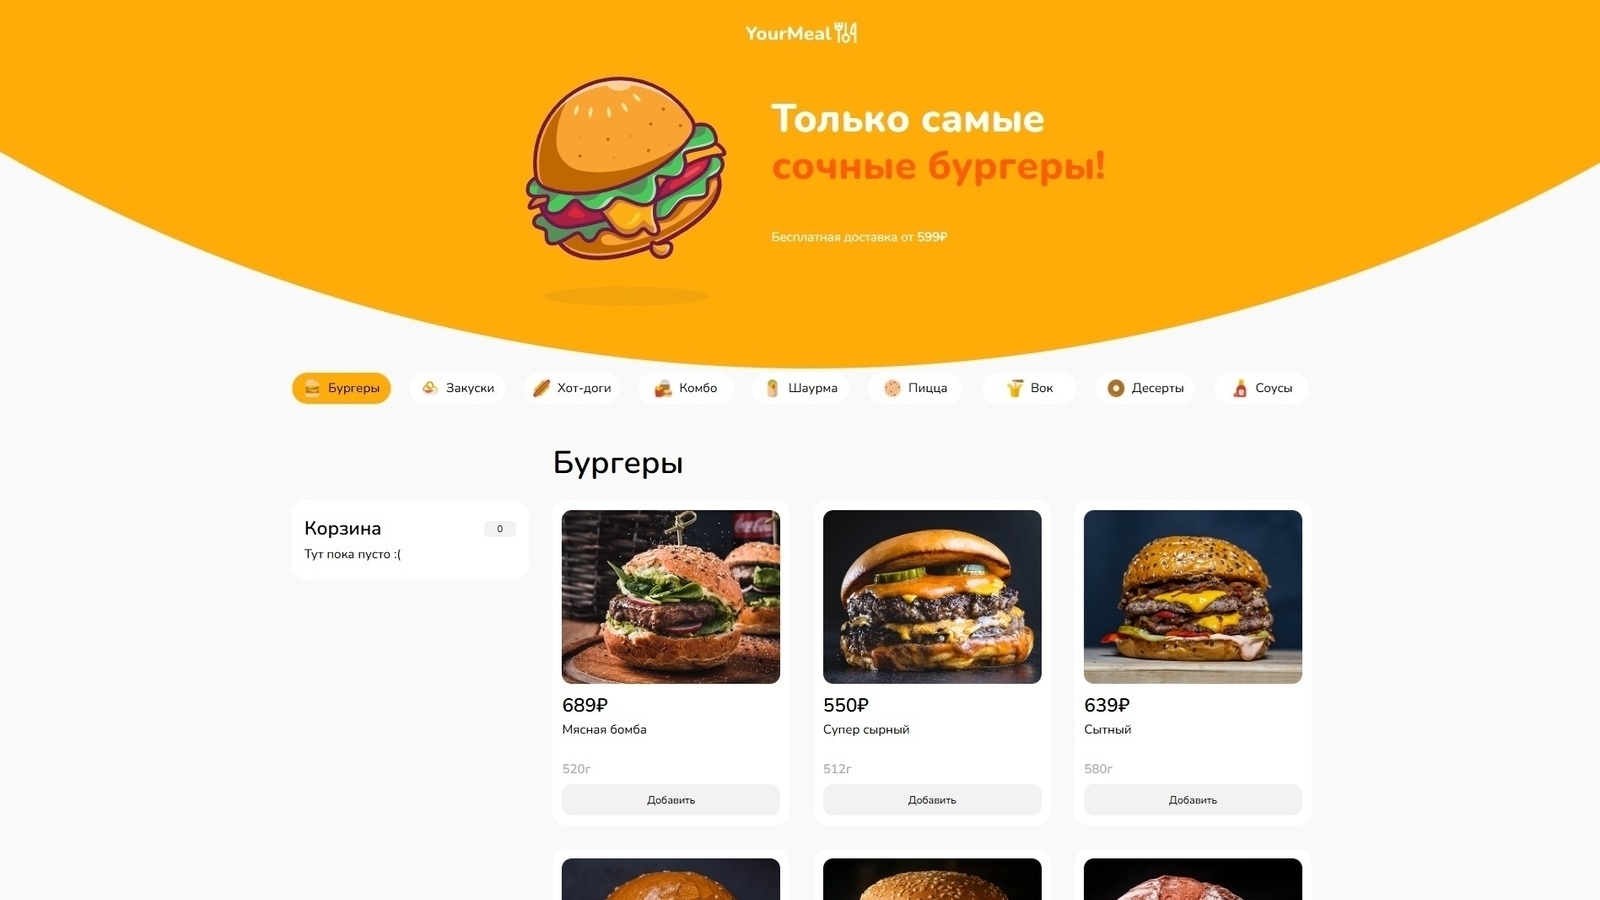 YourMeal
Только самые
сочные бургеры!
Бесплатная доставка от 599₽
Бургеры
Закуски
Хот-доги
Комбо
Шаурма
Пицца
Вок
Десерты
Соусы
Бургеры
Корзина
0
Тут пока пусто :(
689₽
Мясная бомба
520г
Добавить
550₽
Супер сырный
512г
Добавить
639₽
Сытный
580г
Добавить